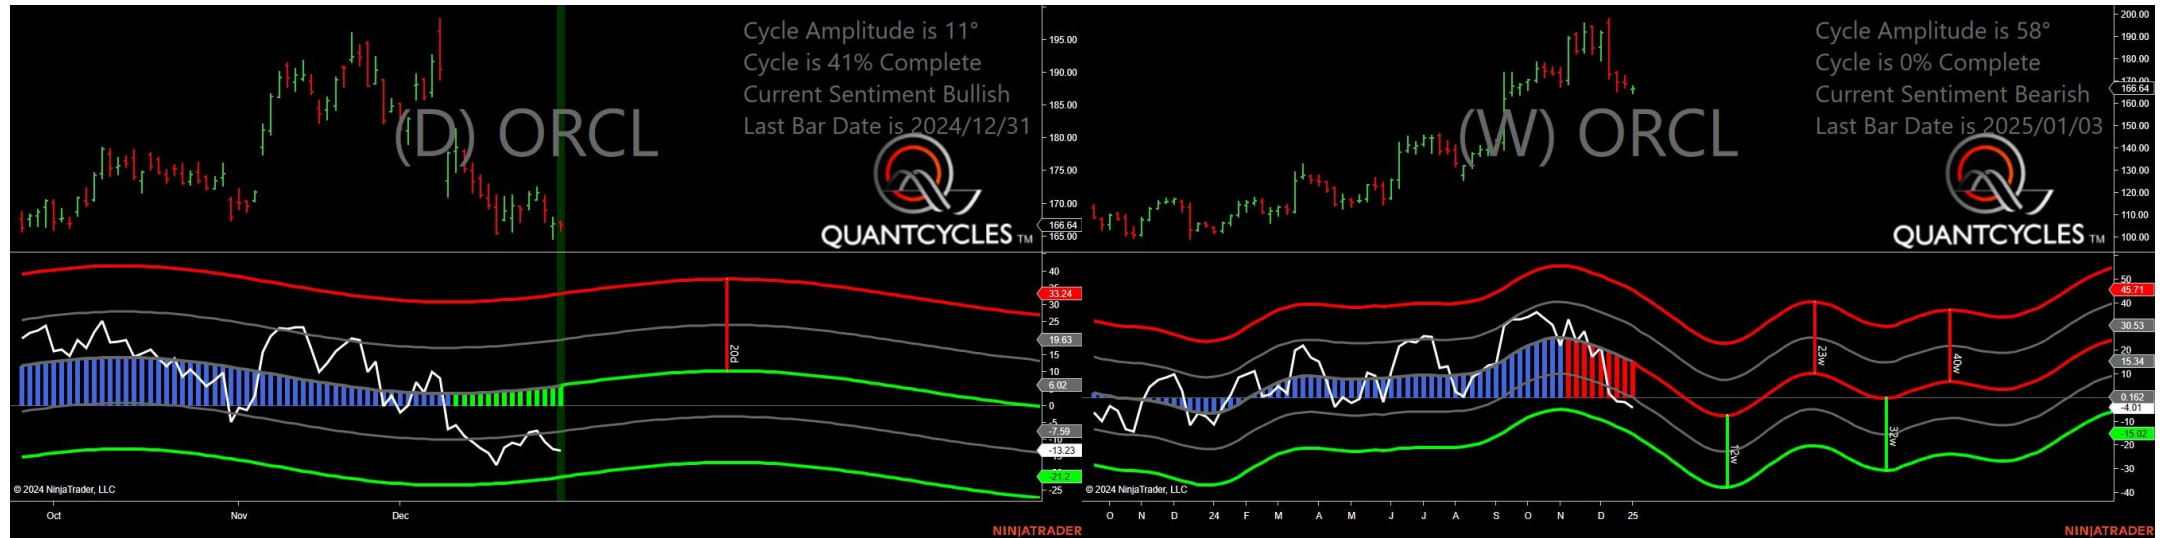 Cycle Amplitude is 11°
Cycle is 41% Complete
Current Sentiment Bullish
Last Bar Date is 2024/12/31
(D) ORCL
QUANTCYCLES TM
195.00
190.00
185.00
180.00
175.00
170.00
166.64
165.00
40
33.24
30
25
19.63
15
10
6.02
0
-5
-7.59
-10
-13.23
-21.2
-25
20d
© 2024 NinjaTrader, LLC
Oct Nov Dec
NINJATRADER
Cycle Amplitude is 58°
Cycle is 0% Complete
Current Sentiment Bearish
Last Bar Date is 2025/01/03
(W) ORCL
QUANTCYCLES TM
200.00
190.00
180.00
170.00
166.64
160.00
150.00
140.00
130.00
120.00
110.00
100.00
50
45.71
40
30.53
20
15.34
10
0.162
-4.01
-10
-15.02
-20
-30
-40
12w
23w
32w
40w
© 2024 NinjaTrader, LLC
O N D 24 F M A M J J A S O N D 25
NINJATRADER